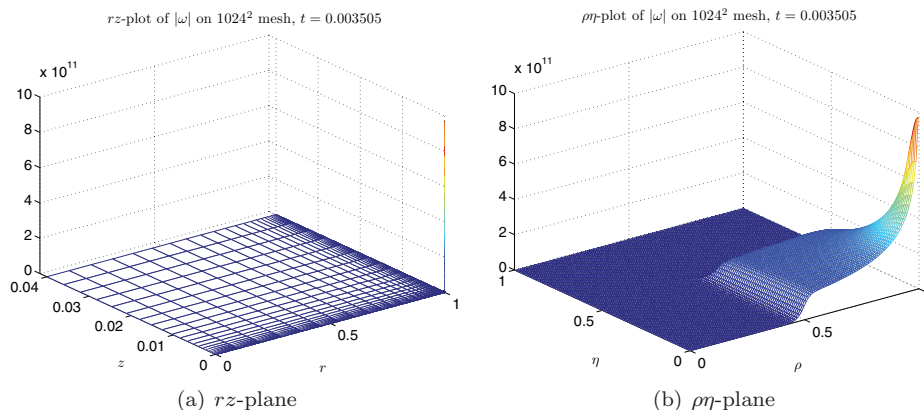 rz-plot of |ω| on 1024² mesh, t = 0.003505
x 10¹¹
10
8
6
4
2
0
0.04
0.03
0.02
0.01
0
0
0.5
1
z
r
(a) rz-plane
ρη-plot of |ω| on 1024² mesh, t = 0.003505
x 10¹¹
10
8
6
4
2
0
1
0.5
0
0
0.5
η
ρ
(b) ρη-plane